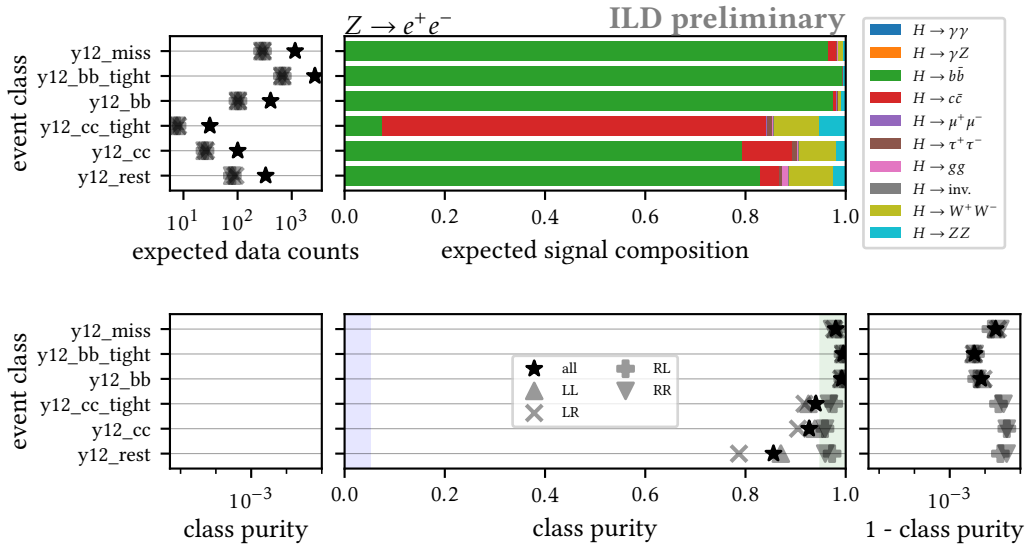 Z → e⁺e⁻
ILD preliminary
event class
y12_miss
y12_bb_tight
y12_bb
y12_cc_tight
y12_cc
y12_rest
10¹ 10² 10³
expected data counts
0.0 0.2 0.4 0.6 0.8 1.0
expected signal composition
H → γγ
H → γZ
H → bb̄
H → cc̄
H → μ⁺μ⁻
H → τ⁺τ⁻
H → gg
H → inv.
H → W⁺W⁻
H → ZZ
event class
y12_miss
y12_bb_tight
y12_bb
y12_cc_tight
y12_cc
y12_rest
10⁻³
class purity
all
LL
LR
RL
RR
0.0 0.2 0.4 0.6 0.8 1.0
class purity
10⁻³
1 - class purity